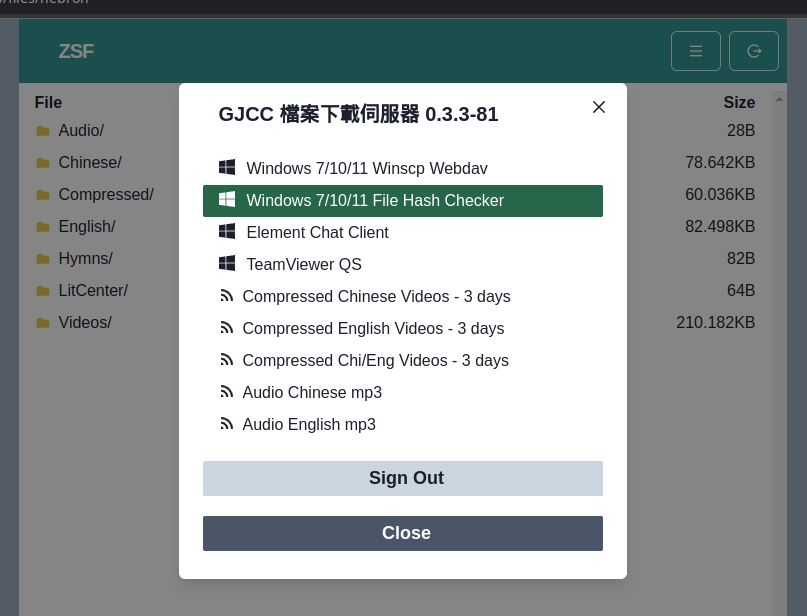 ZSF
File Size
Audio/ 28B
Chinese/ 78.642KB
Compressed/ 60.036KB
English/ 82.498KB
Hymns/ 82B
LitCenter/ 64B
Videos/ 210.182KB
GJCC 檔案下載伺服器 0.3.3-81
Windows 7/10/11 Winscp Webdav
Windows 7/10/11 File Hash Checker
Element Chat Client
TeamViewer QS
Compressed Chinese Videos - 3 days
Compressed English Videos - 3 days
Compressed Chi/Eng Videos - 3 days
Audio Chinese mp3
Audio English mp3
Sign Out
Close